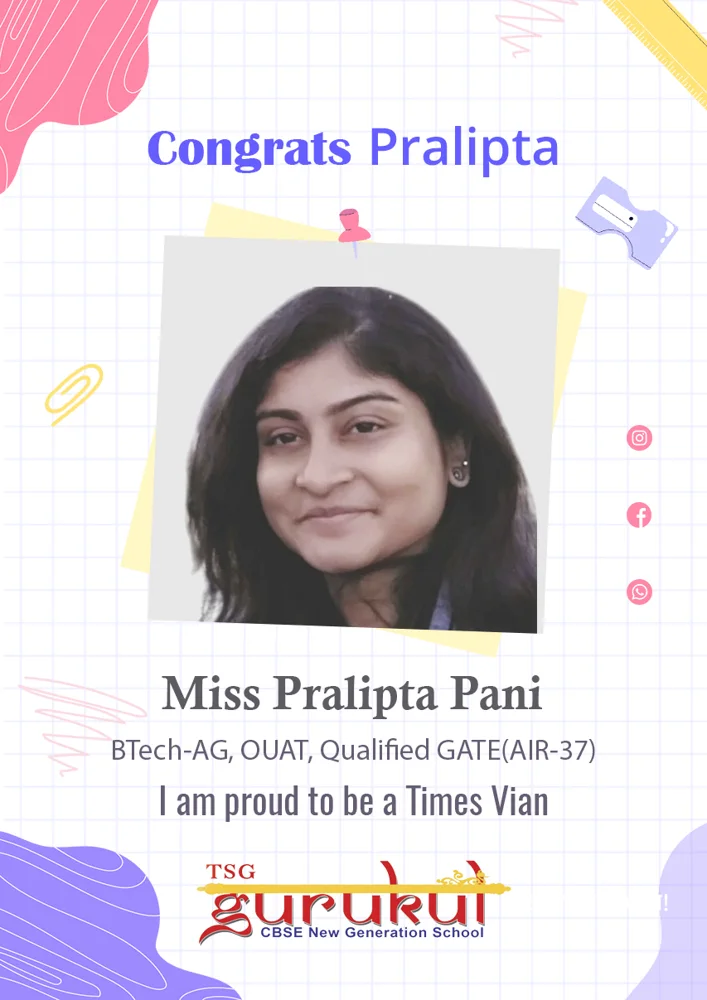 Congrats Pralipta
Miss Pralipta Pani
BTech-AG, OUAT, Qualified GATE(AIR-37)
I am proud to be a Times Vian
TSG
gurukul
CBSE New Generation School